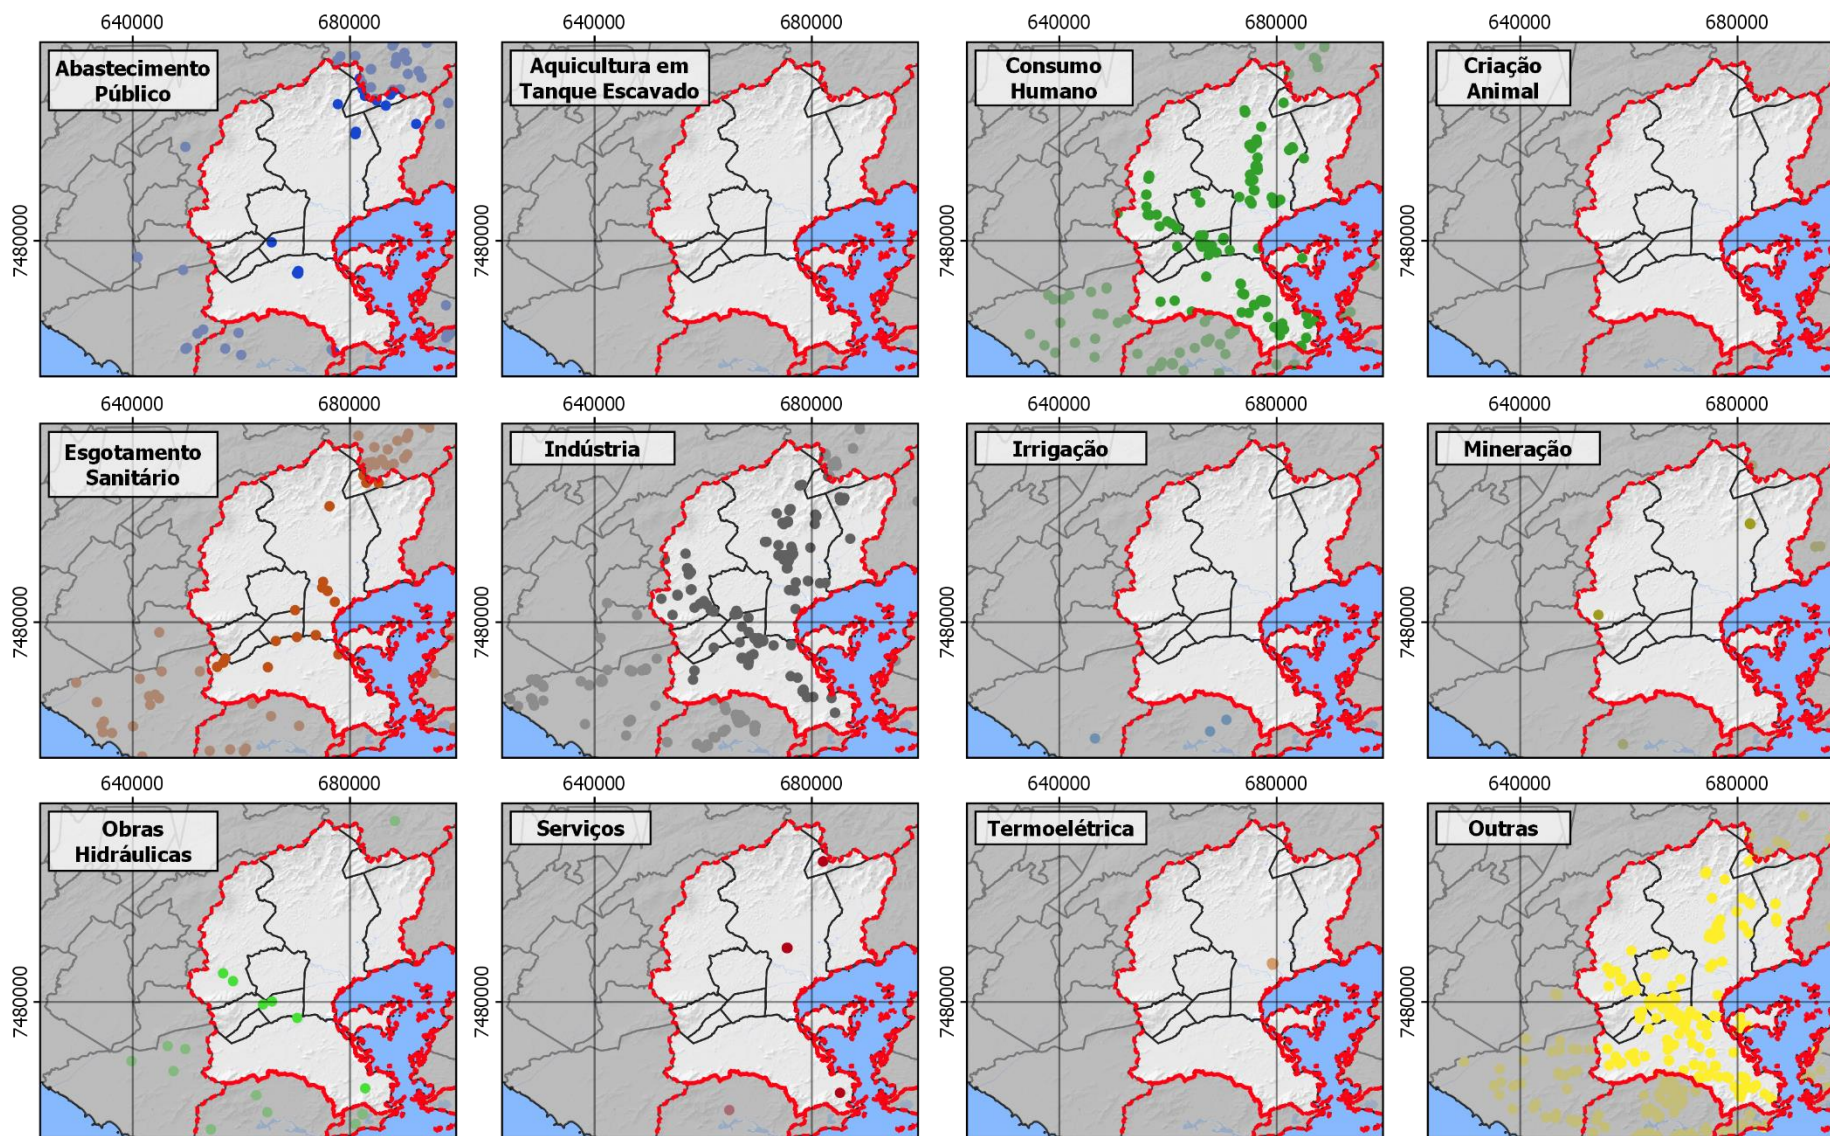 640000 680000 640000 680000 640000 680000 640000 680000
Abastecimento
Público
Aquicultura em
Tanque Escavado
Consumo
Humano
Criação
Animal
7480000 7480000 7480000 7480000
640000 680000 640000 680000 640000 680000 640000 680000
Esgotamento
Sanitário
Indústria
Irrigação
Mineração
7480000 7480000 7480000 7480000
640000 680000 640000 680000 640000 680000 640000 680000
Obras
Hidráulicas
Serviços
Termoelétrica
Outras
7480000 7480000 7480000 7480000